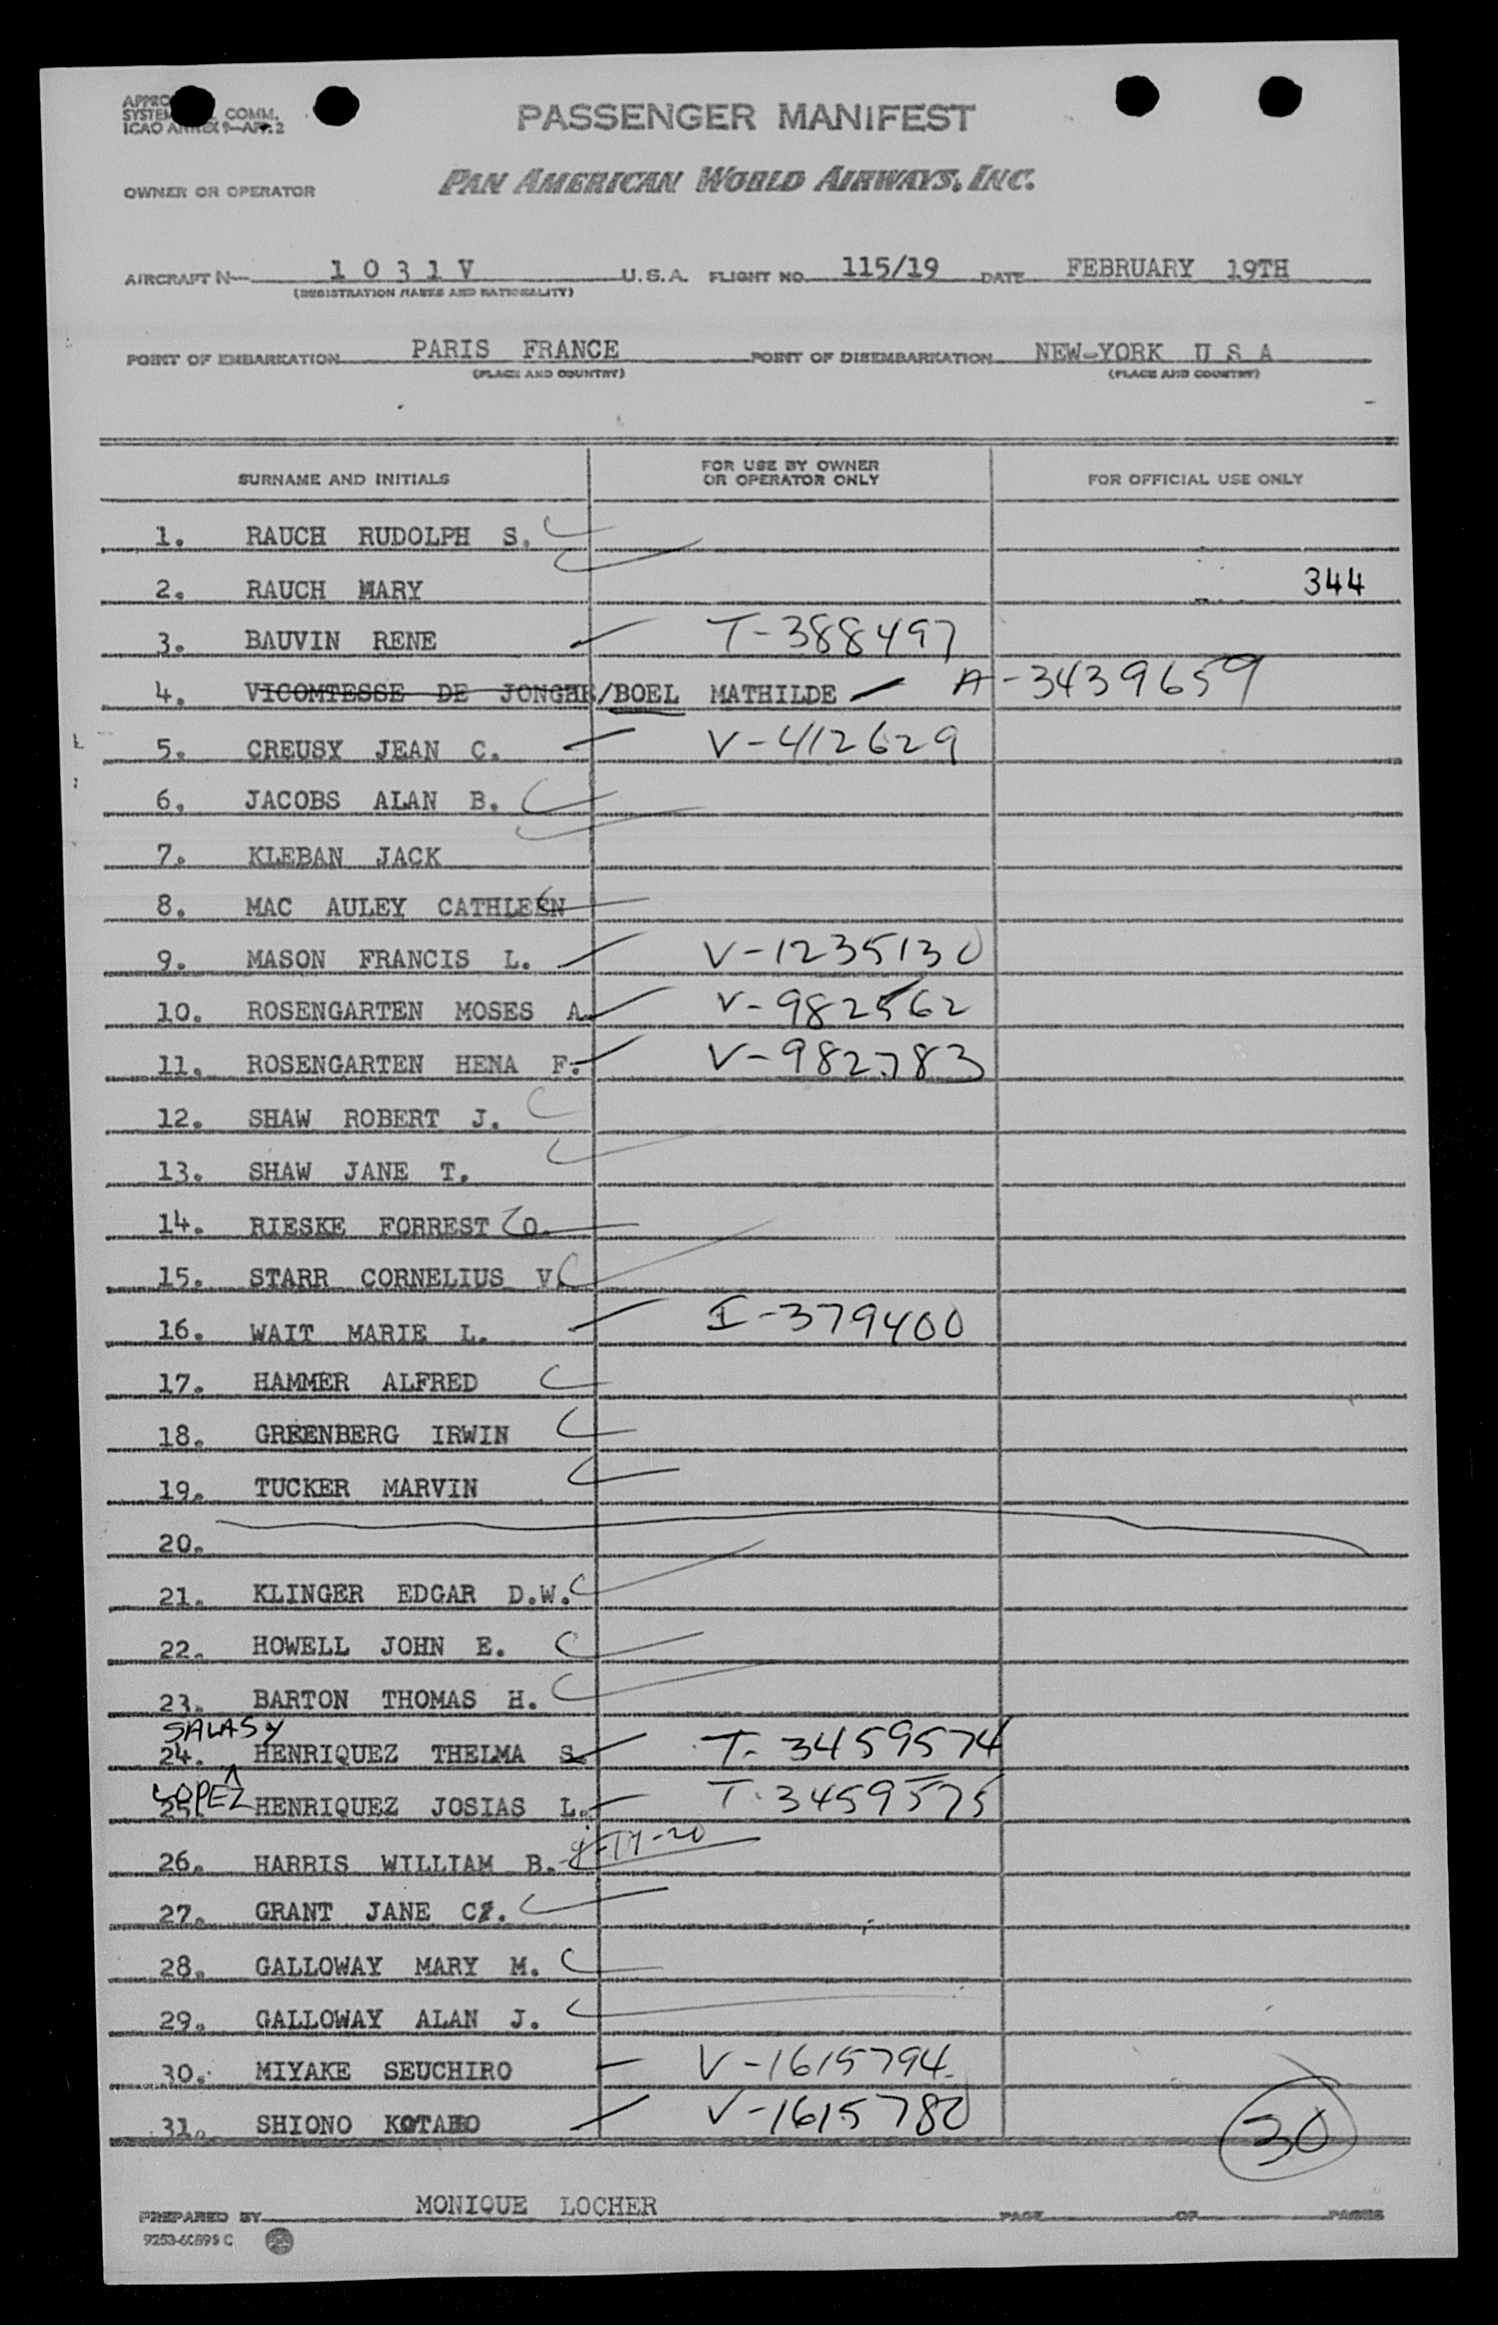 COMM.
ICAO ANNEX 9—APP. 2
PASSENGER MANIFEST
OWNER OR OPERATOR
PAN AMERICAN WORLD AIRWAYS, INC.
AIRCRAFT N— 1 0 3 1 V U.S.A. FLIGHT NO. 115/19 DATE FEBRUARY 19TH
(REGISTRATION MARKS AND NATIONALITY)
POINT OF EMBARKATION PARIS FRANCE POINT OF DISEMBARKATION NEW-YORK U S A
(PLACE AND COUNTRY) (PLACE AND COUNTRY)
SURNAME AND INITIALS FOR USE BY OWNER OR OPERATOR ONLY FOR OFFICIAL USE ONLY
1. RAUCH RUDOLPH S.
2. RAUCH MARY 344
3. BAUVIN RENE T-388497
4. VICOMTESSE DE JONGHE/BOEL MATHILDE A-3439659
5. CREUSY JEAN C. V-412629
6. JACOBS ALAN B.
7. KLEBAN JACK
8. MAC AULEY CATHLEEN
9. MASON FRANCIS L. V-1235130
10. ROSENGARTEN MOSES A. V-982562
11. ROSENGARTEN HENA F. V-982783
12. SHAW ROBERT J.
13. SHAW JANE T.
14. RIESKE FORREST O.
15. STARR CORNELIUS V.
16. WAIT MARIE L. I-379400
17. HAMMER ALFRED
18. GREENBERG IRWIN
19. TUCKER MARVIN
20.
21. KLINGER EDGAR D.W.
22. HOWELL JOHN E.
23. BARTON THOMAS H.
SALAS Y
24. HENRIQUEZ THELMA S. T-3459574
LOPEZ
25. HENRIQUEZ JOSIAS L. T-3459575
26. HARRIS WILLIAM B.
27. GRANT JANE C.
28. GALLOWAY MARY M.
29. GALLOWAY ALAN J.
30. MIYAKE SEUCHIRO V-1615794
31. SHIONO KOTARO V-1615780
30
PREPARED BY MONIQUE LOCHER PAGE OF PAGES